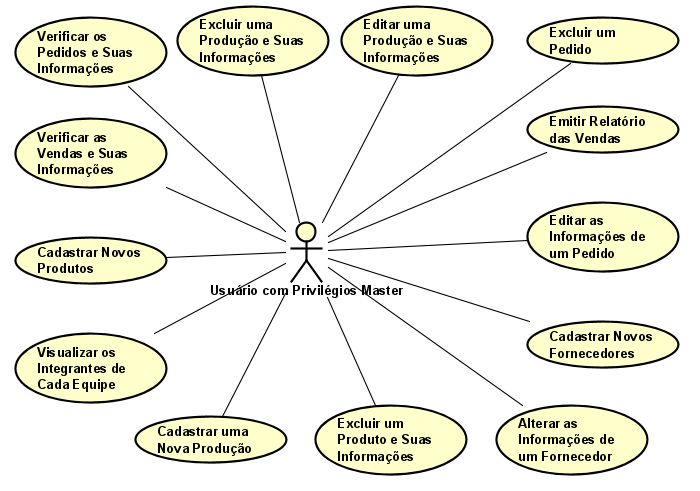 Verificar os
Pedidos e Suas
Informações
Excluir uma
Produção e Suas
Informações
Editar uma
Produção e Suas
Informações
Excluir um
Pedido
Verificar as
Vendas e Suas
Informações
Emitir Relatório
das Vendas
Cadastrar Novos
Produtos
Editar as
Informações de
um Pedido
Usuário com Privilégios Master
Visualizar os
Integrantes de
Cada Equipe
Cadastrar Novos
Fornecedores
Cadastrar uma
Nova Produção
Excluir um
Produto e Suas
Informações
Alterar as
Informações de
um Fornecedor